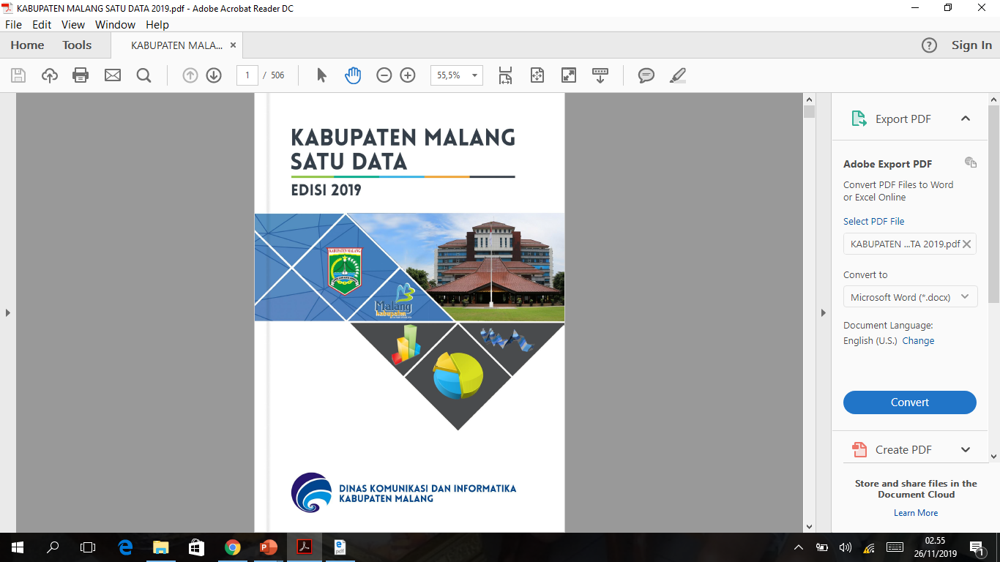 KABUPATEN MALANG SATU DATA 2019.pdf - Adobe Acrobat Reader DC
File Edit View Window Help
Home Tools KABUPATEN MALA... × Sign In
1 / 506 55,5%
KABUPATEN MALANG
SATU DATA
EDISI 2019
KABUPATEN MALANG
Malang
kabupaten
DINAS KOMUNIKASI DAN INFORMATIKA
KABUPATEN MALANG
Export PDF
Adobe Export PDF
Convert PDF Files to Word
or Excel Online
Select PDF File
KABUPATEN ...TA 2019.pdf
Convert to
Microsoft Word (*.docx)
Document Language:
English (U.S.) Change
Convert
Create PDF
Store and share files in the
Document Cloud
Learn More
02.55
26/11/2019
1